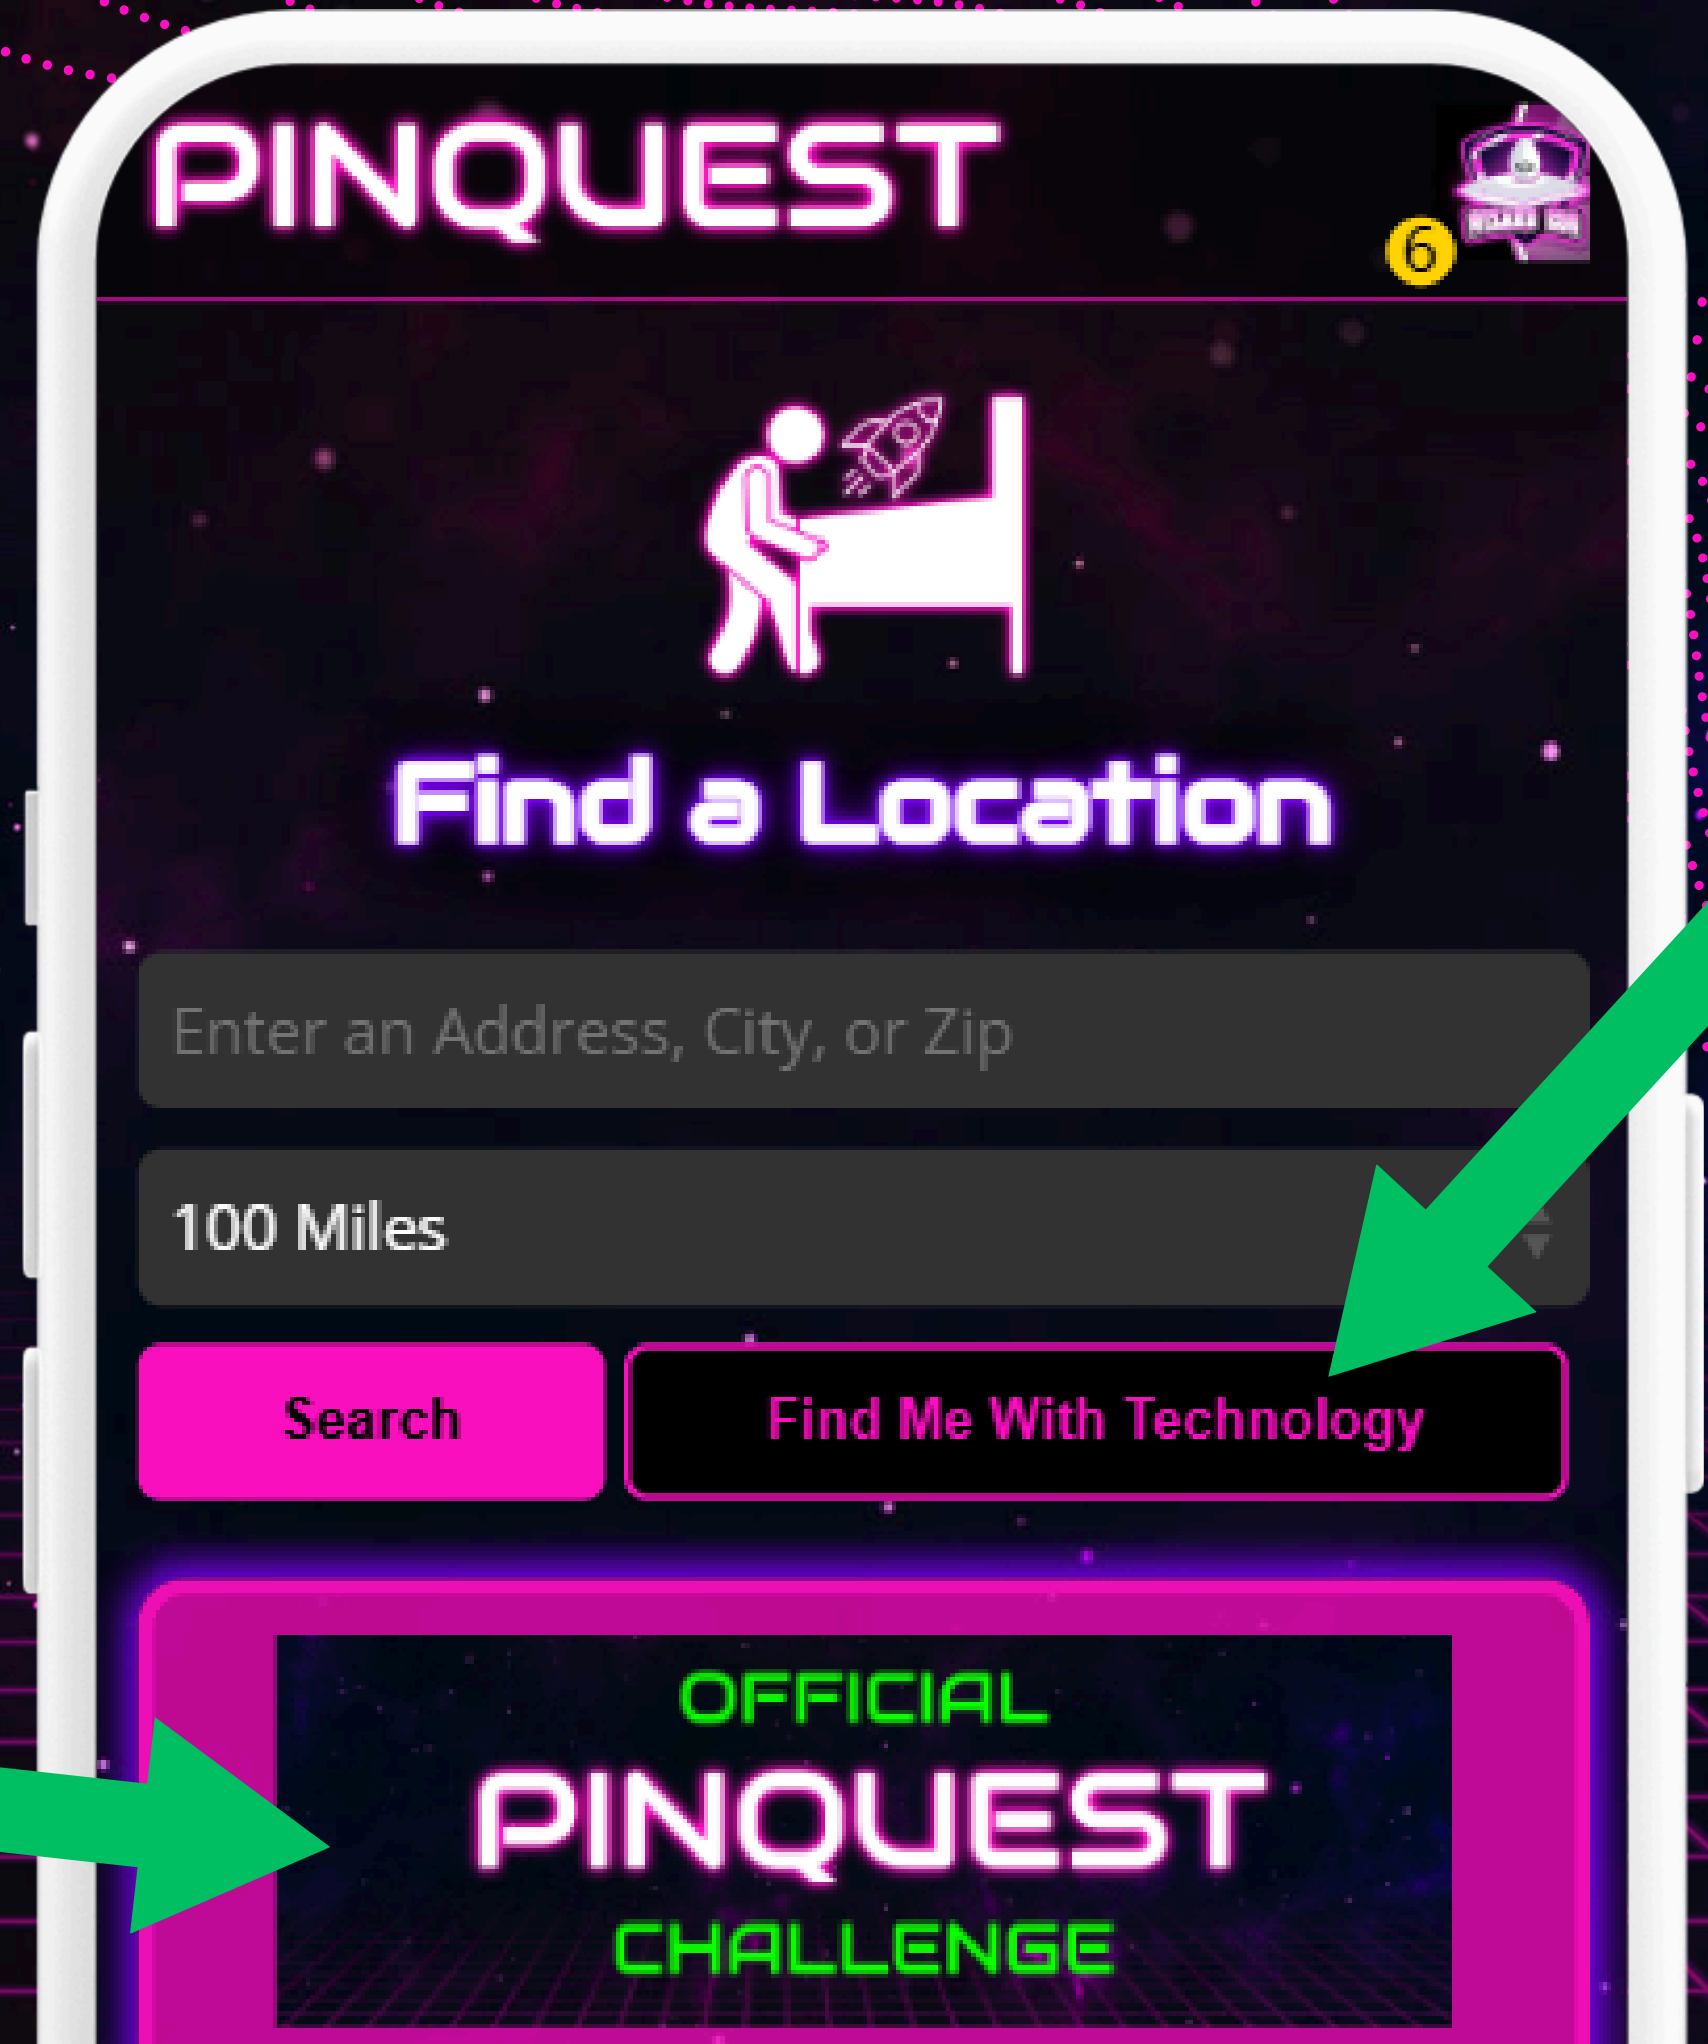 PINQUEST
6
Find a Location
Enter an Address, City, or Zip
100 Miles
Search
Find Me With Technology
OFFICIAL
PINQUEST
CHALLENGE